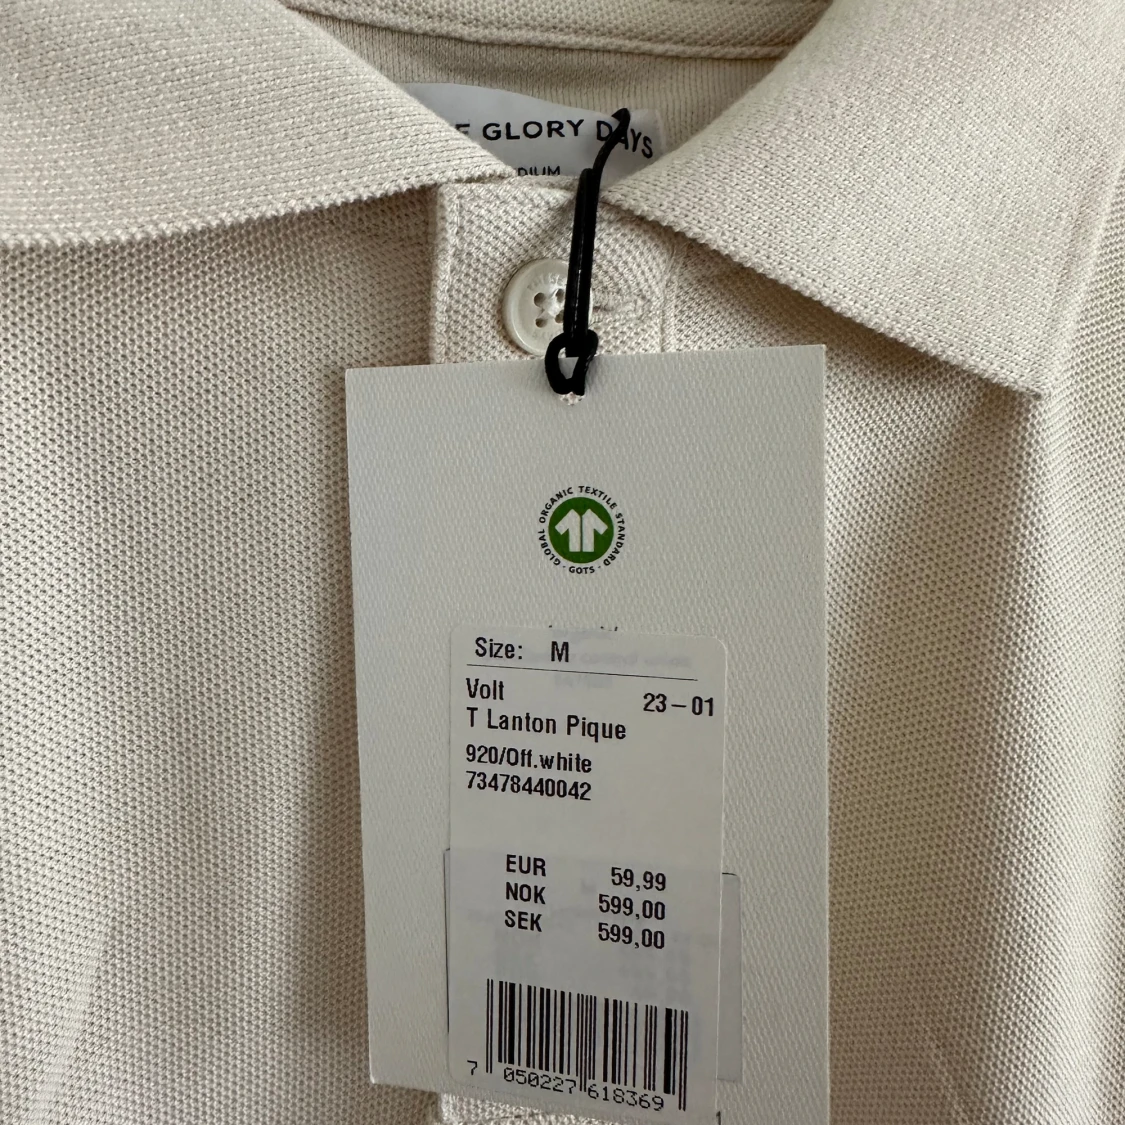 E GLORY DAYS
DIUM
GLOBAL ORGANIC TEXTILE STANDARD · GOTS ·
Size: M
Volt
23-01
T Lanton Pique
920/Off.white
73478440042
EUR 59,99
NOK 599,00
SEK 599,00
7 050227 618369